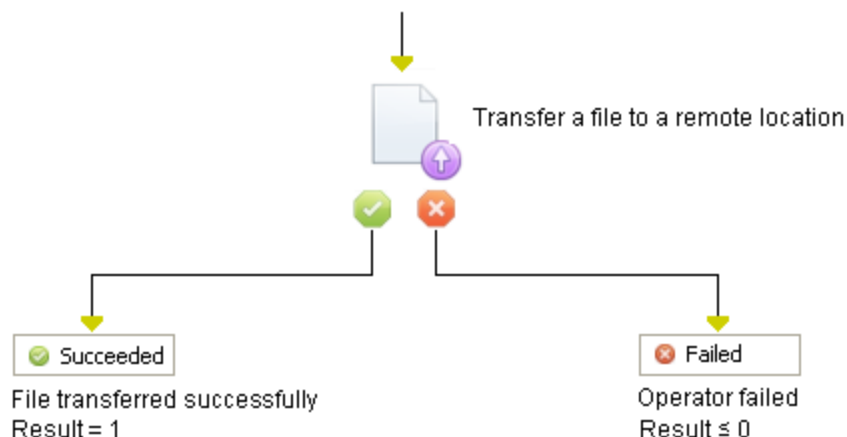 Transfer a file to a remote location
Succeeded
Failed
File transferred successfully
Operator failed
Result = 1
Result ≤ 0